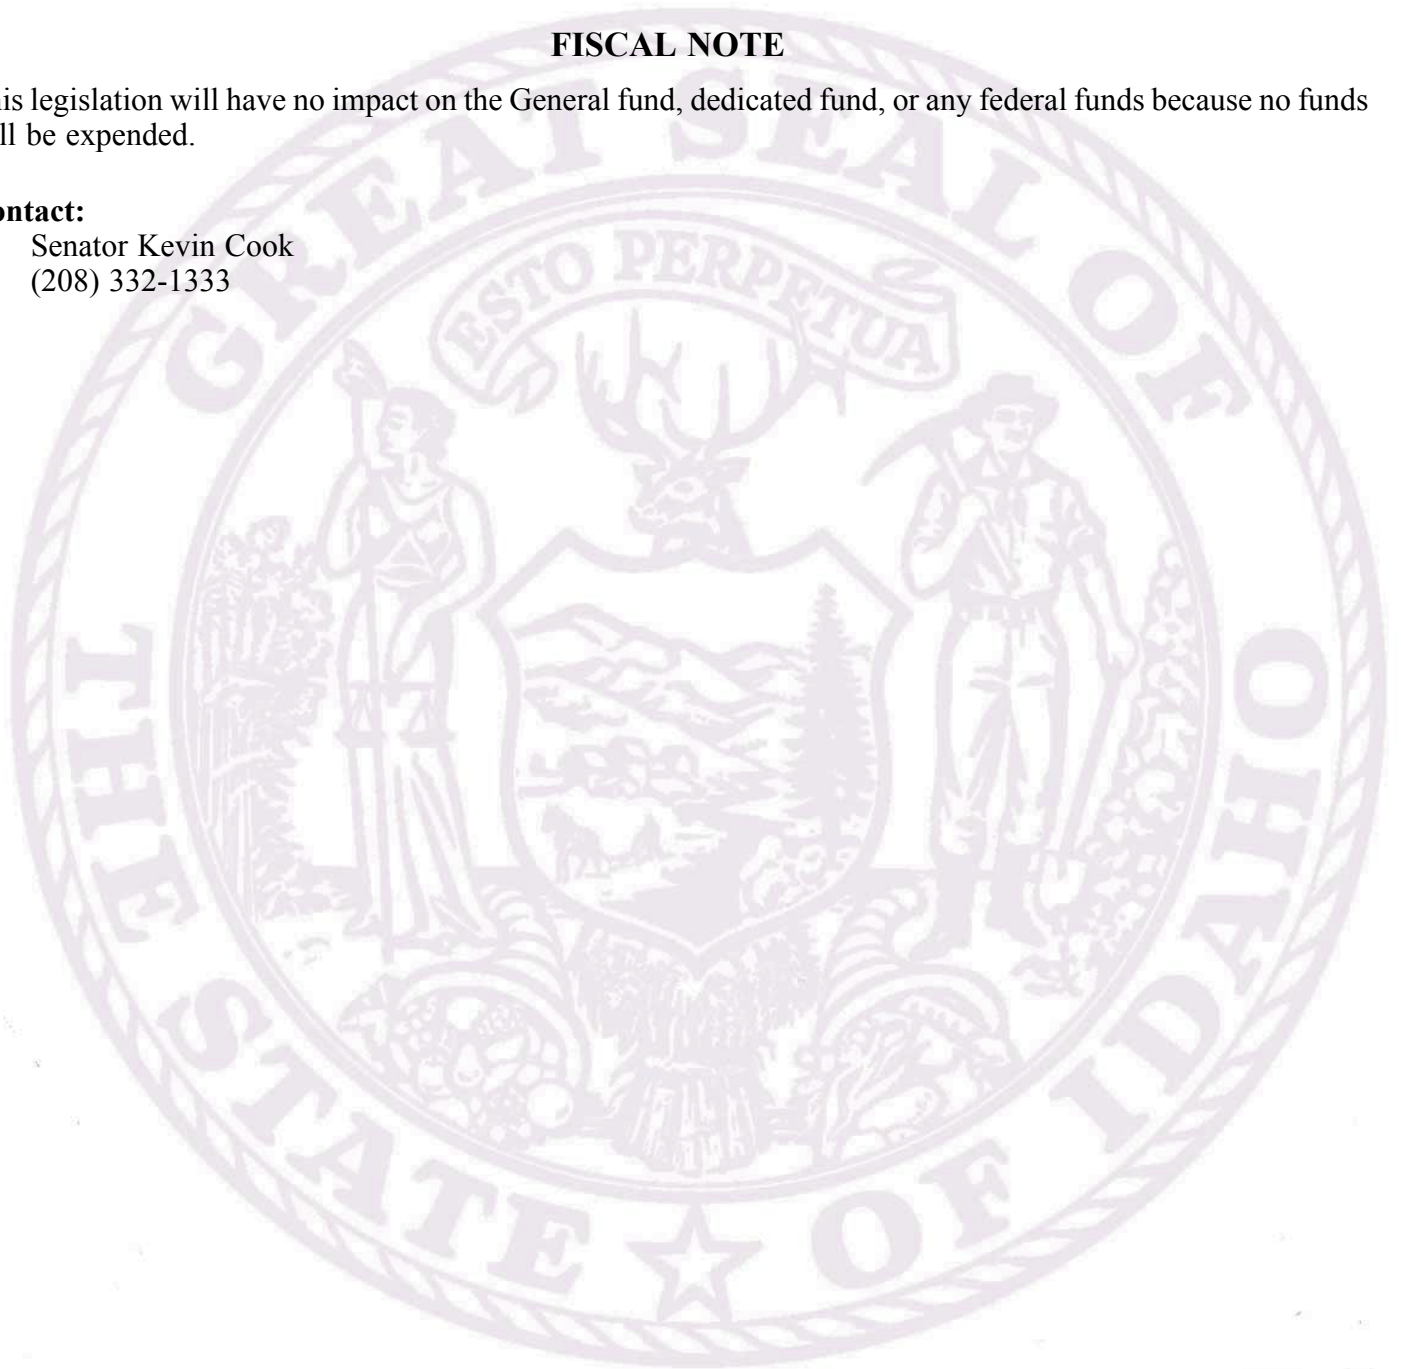 FISCAL NOTE
his legislation will have no impact on the General fund, dedicated fund, or any federal funds because no funds
ll be expended.
ontact:
Senator Kevin Cook
(208) 332-1333
GREAT SEAL OF
ESTO PERPETUA
THE STATE OF IDAHO